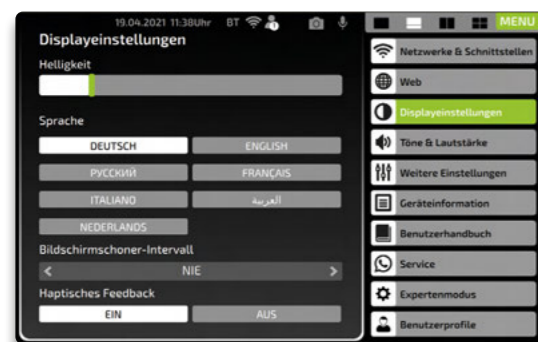 19.04.2021 11:38Uhr BT
MENU
Displayeinstellungen
Helligkeit
Sprache
DEUTSCH ENGLISH
РУССКИЙ FRANÇAIS
ITALIANO العربية
NEDERLANDS
Bildschirmschoner-Intervall
NIE
Haptisches Feedback
EIN AUS
Netzwerke & Schnittstellen
Web
Displayeinstellungen
Töne & Lautstärke
Weitere Einstellungen
Geräteinformation
Benutzerhandbuch
Service
Expertenmodus
Benutzerprofile